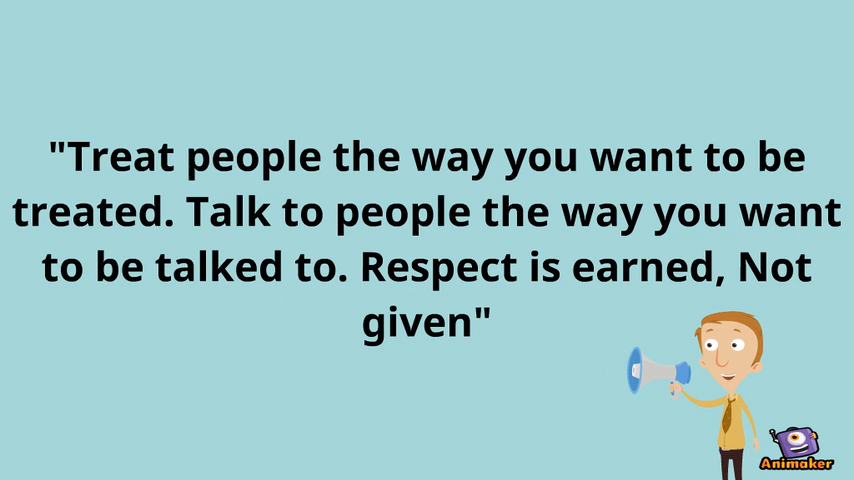 "Treat people the way you want to be
treated. Talk to people the way you want
to be talked to. Respect is earned, Not
given"
Animaker